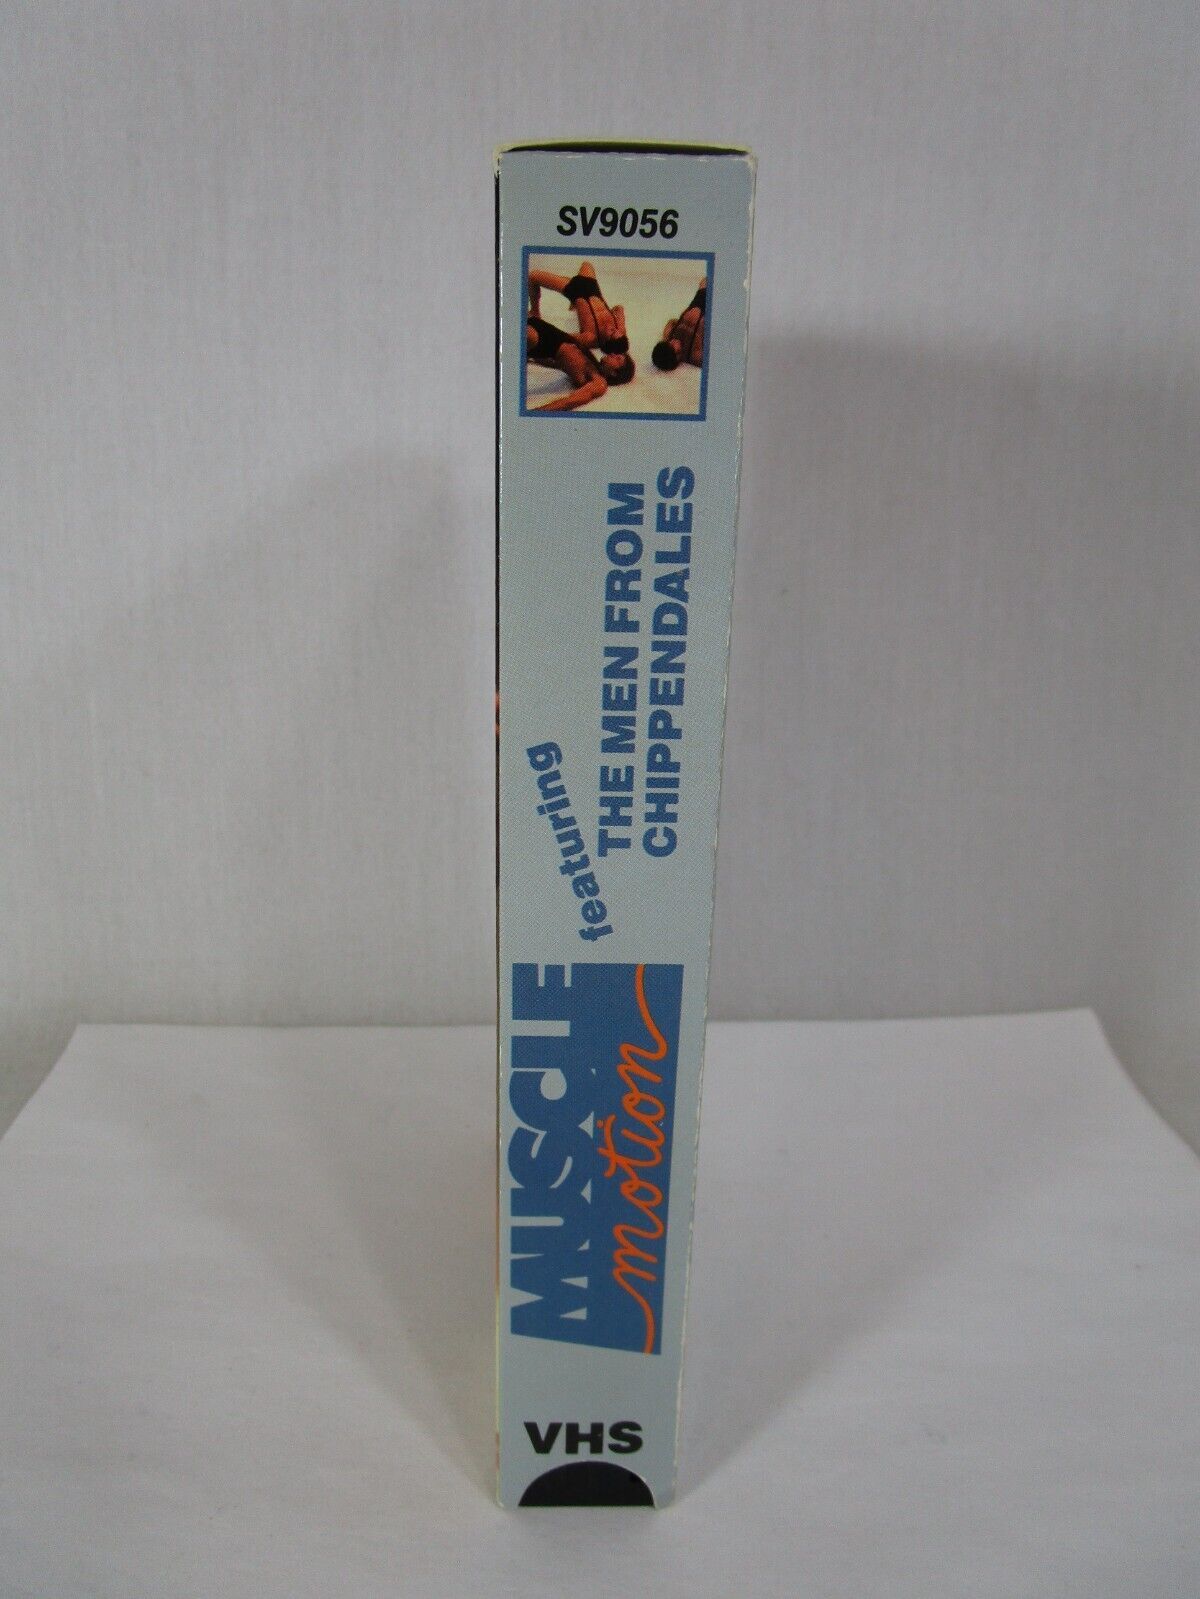 SV9056
MUSCLE
motion
featuring
THE MEN FROM
CHIPPENDALES
VHS